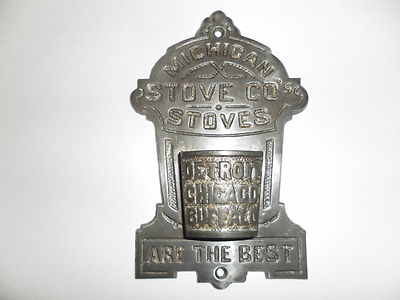 MICHIGAN
STOVE CO'S
STOVES
DETROIT
CHICAGO
BUFFALO
ARE THE BEST